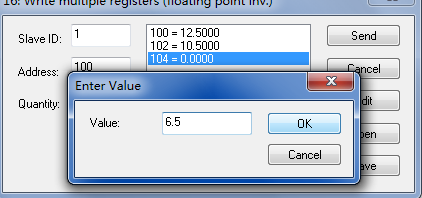 16: Write multiple registers (floating point inv.)
Slave ID: 1
100 = 12.5000
102 = 10.5000
104 = 0.0000
Send
Address: 100
Cancel
Quantity:
Enter Value
Value: 6.5
OK
Cancel